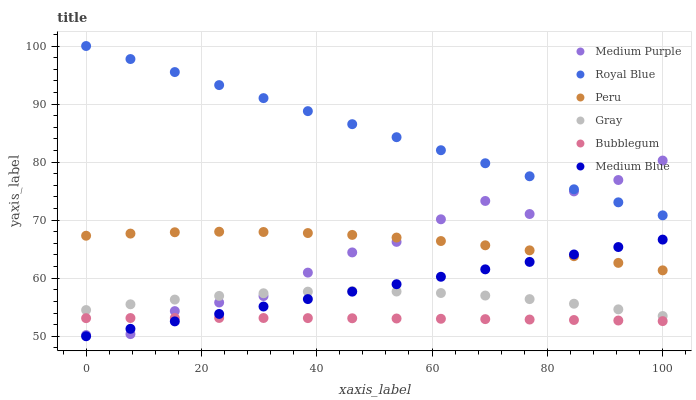 title
yaxis_label
100
90
80
70
60
50
0
20
40
60
80
100
xaxis_label
Medium Purple
Royal Blue
Peru
Gray
Bubblegum
Medium Blue